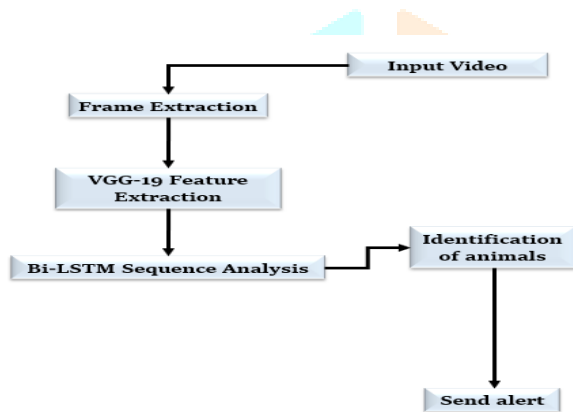 Input Video
Frame Extraction
VGG-19 Feature
Extraction
Bi-LSTM Sequence Analysis
Identification
of animals
Send alert